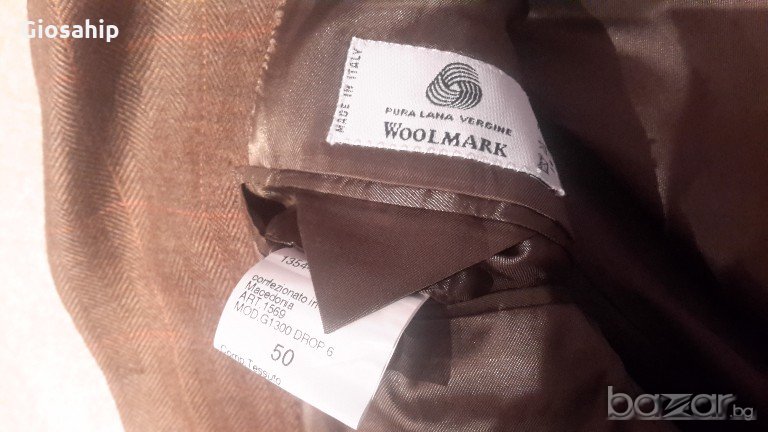 Giosahip
MADE IN ITALY
PURA LANA VERGINE
WOOLMARK
confezionato in
Macedonia
ART.1569
MOD.G1300 DROP 6
50
bazar.bg